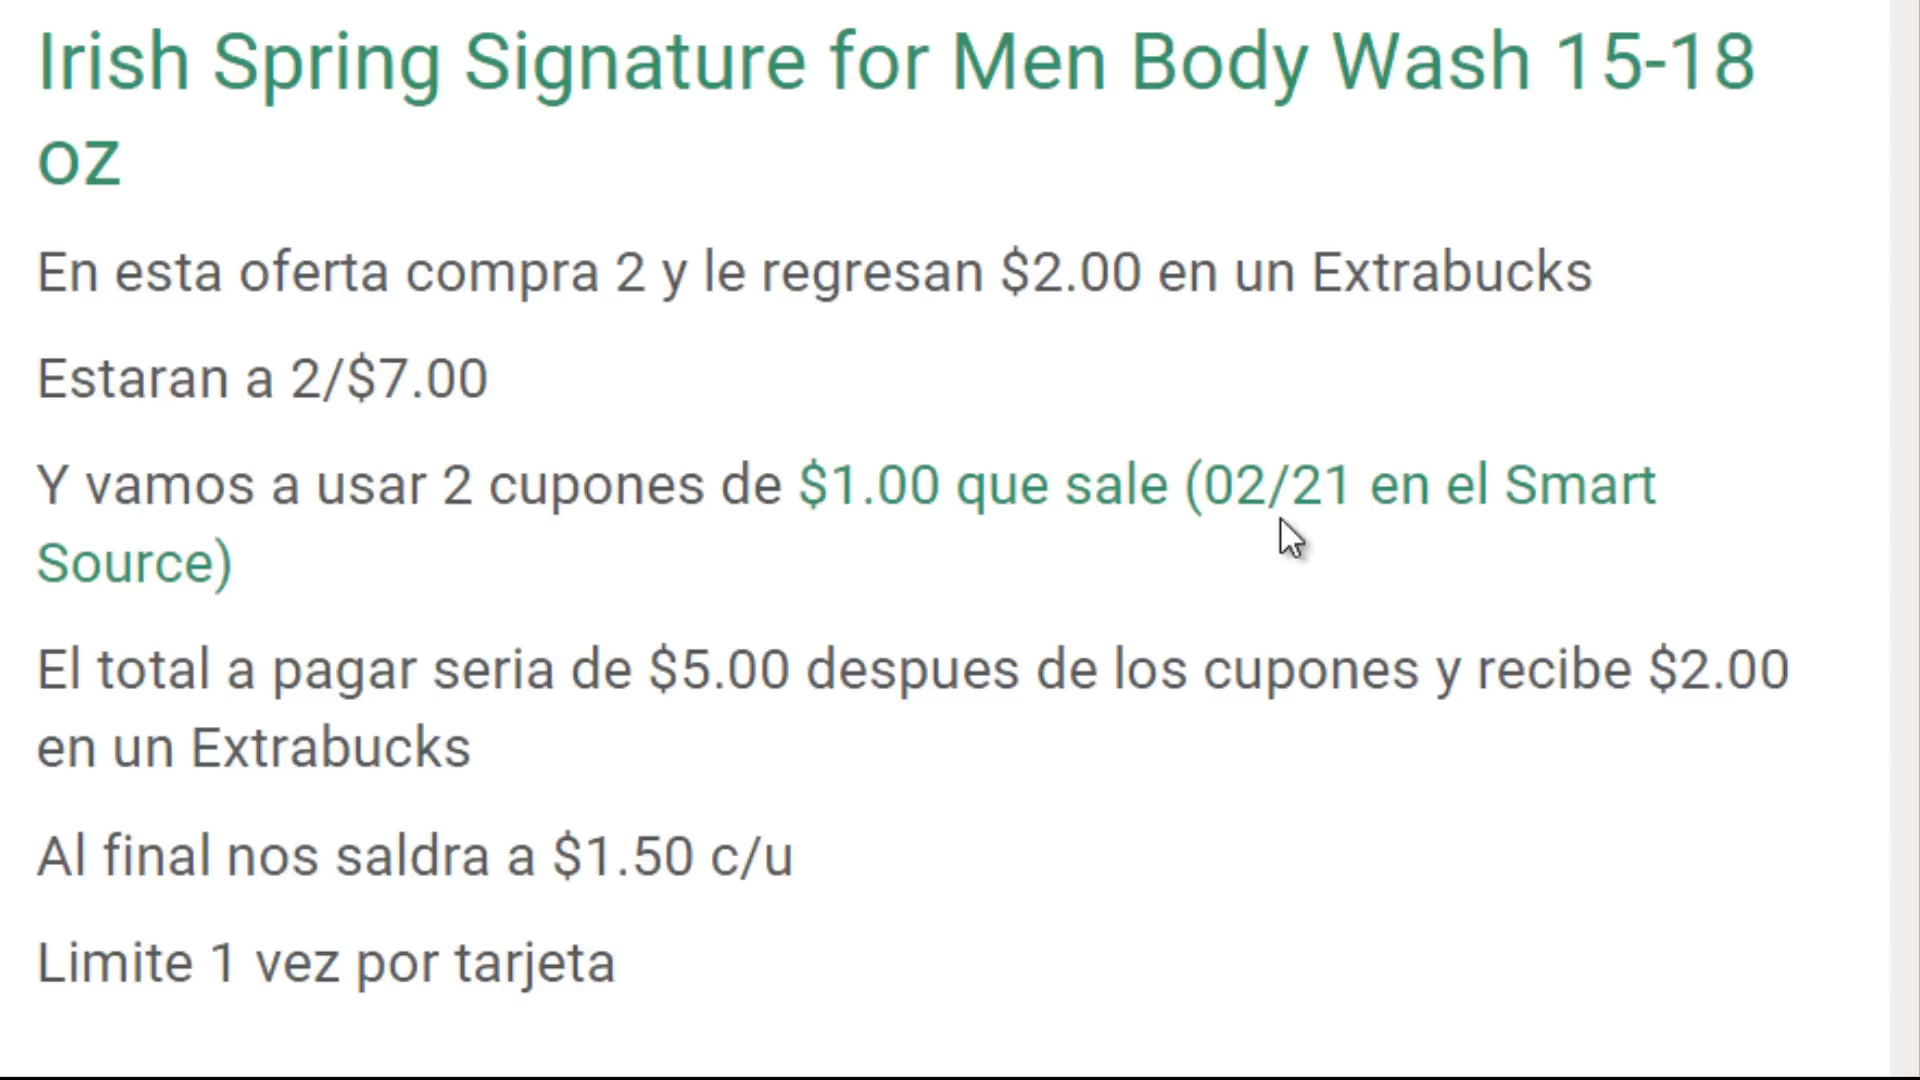 Irish Spring Signature for Men Body Wash 15-18
oz
En esta oferta compra 2 y le regresan $2.00 en un Extrabucks
Estaran a 2/$7.00
Y vamos a usar 2 cupones de $1.00 que sale (02/21 en el Smart
Source)
El total a pagar seria de $5.00 despues de los cupones y recibe $2.00
en un Extrabucks
Al final nos saldra a $1.50 c/u
Limite 1 vez por tarjeta